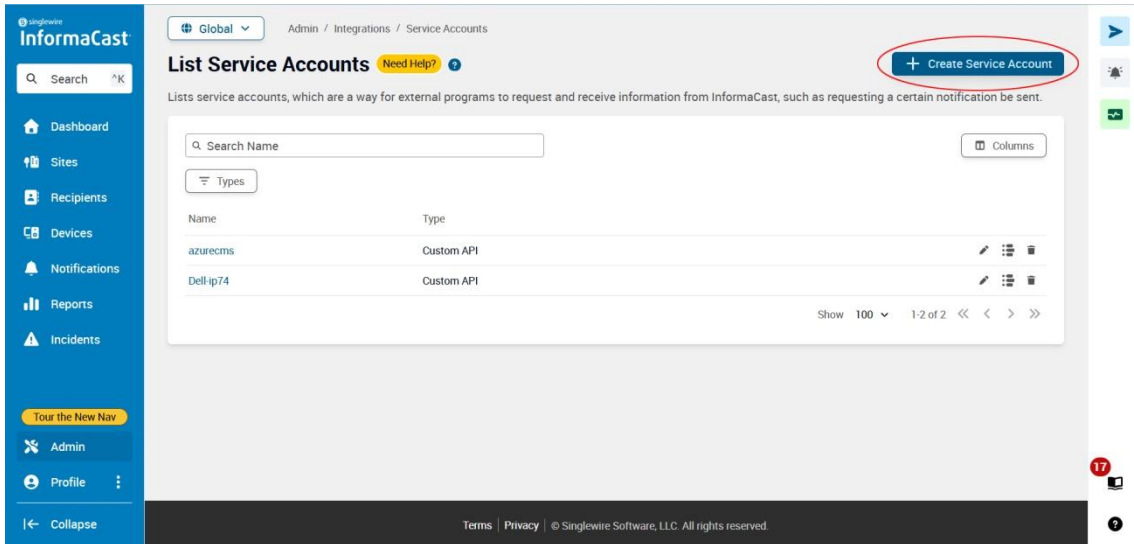 singlewire
InformaCast
Search ^K
Dashboard
Sites
Recipients
Devices
Notifications
Reports
Incidents
Tour the New Nav
Admin
Profile
Collapse
Global
Admin / Integrations / Service Accounts
List Service Accounts Need Help? ?
+ Create Service Account
Lists service accounts, which are a way for external programs to request and receive information from InformaCast, such as requesting a certain notification be sent.
Search Name
Columns
Types
Name Type
azurecms Custom API
Dell-ip74 Custom API
Show 100 1-2 of 2
Terms | Privacy | © Singlewire Software, LLC. All rights reserved.
17
?